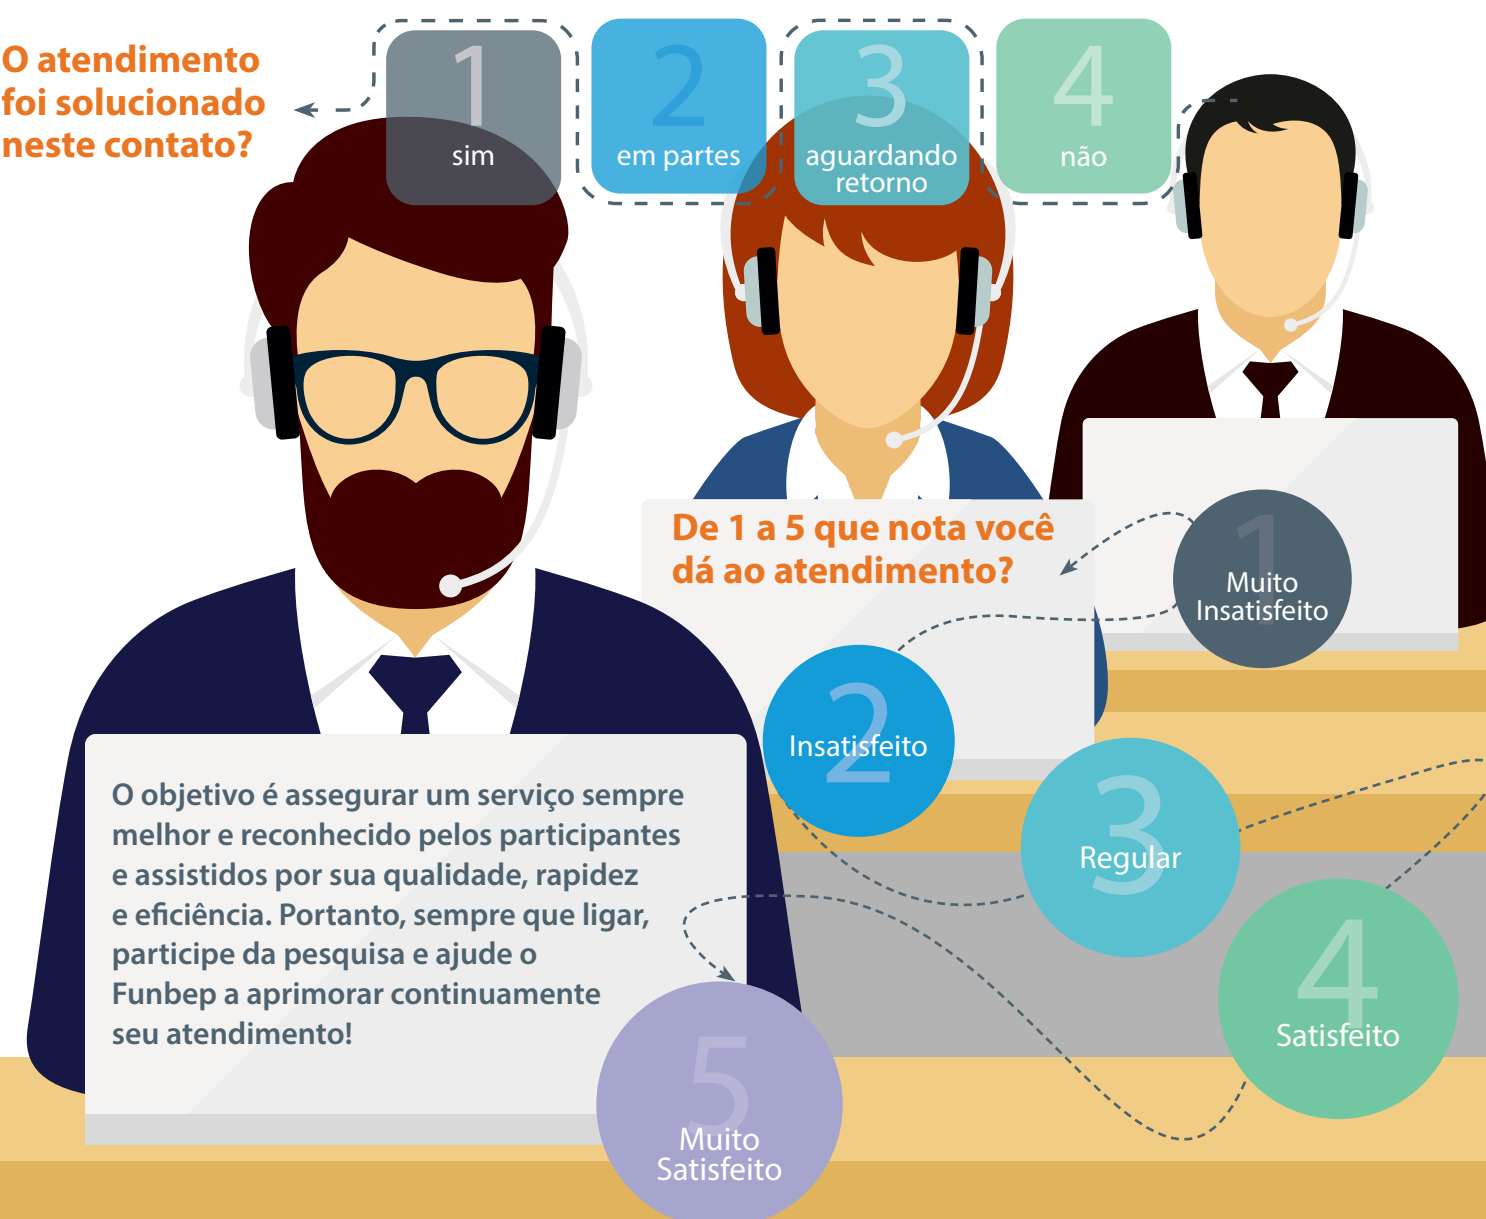 O atendimento
foi solucionado
neste contato?
1
sim
2
em partes
3
aguardando
retorno
4
não
De 1 a 5 que nota você
dá ao atendimento?
1
Muito
Insatisfeito
2
Insatisfeito
3
Regular
4
Satisfeito
5
Muito
Satisfeito
O objetivo é assegurar um serviço sempre
melhor e reconhecido pelos participantes
e assistidos por sua qualidade, rapidez
e eficiência. Portanto, sempre que ligar,
participe da pesquisa e ajude o
Funbep a aprimorar continuamente
seu atendimento!